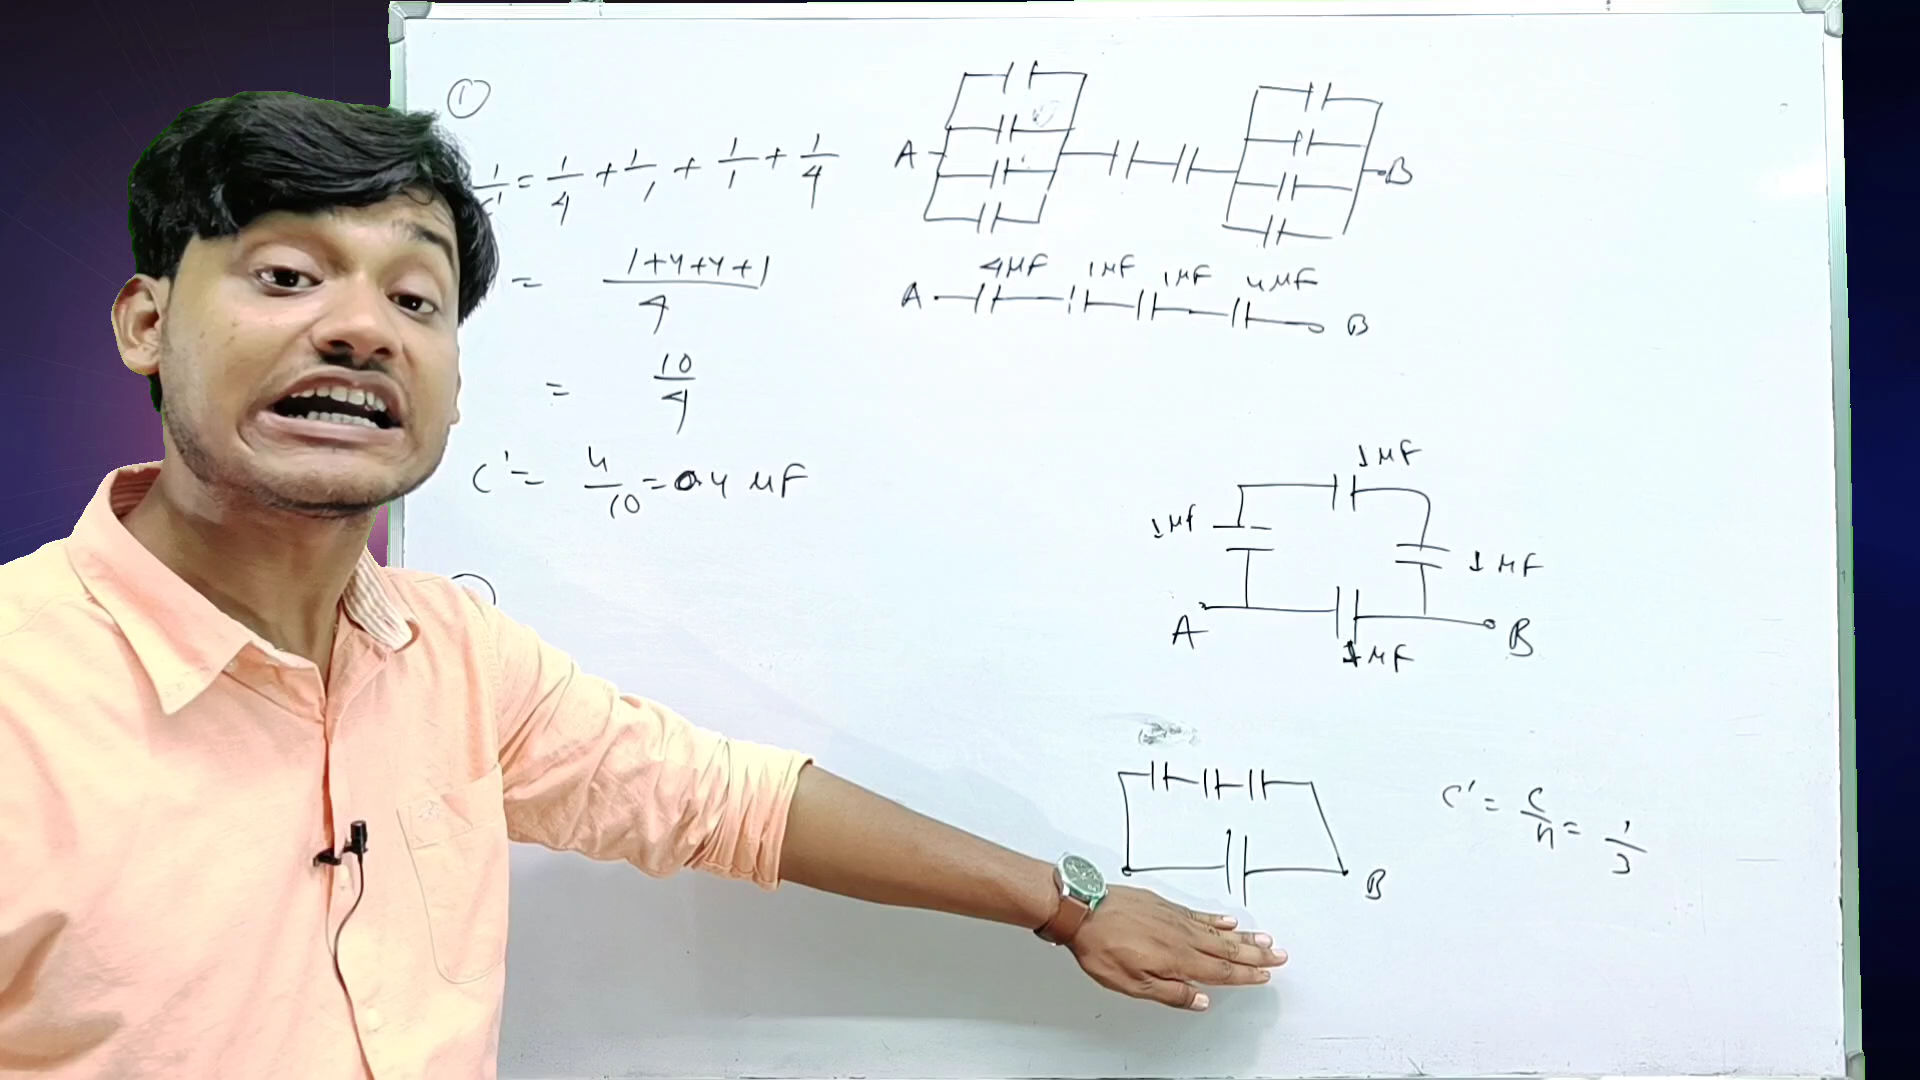 ①
1/C' = 1/4 + 1/1 + 1/1 + 1/4
= (1+4+4+1)/4
= 10/4
C' = 4/10 = 0.4 μF
A B
4μF 1μF 1μF 4μF
A B
1μF
1μF 1μF
A B
1μF
B
C' = C/n = 1/3